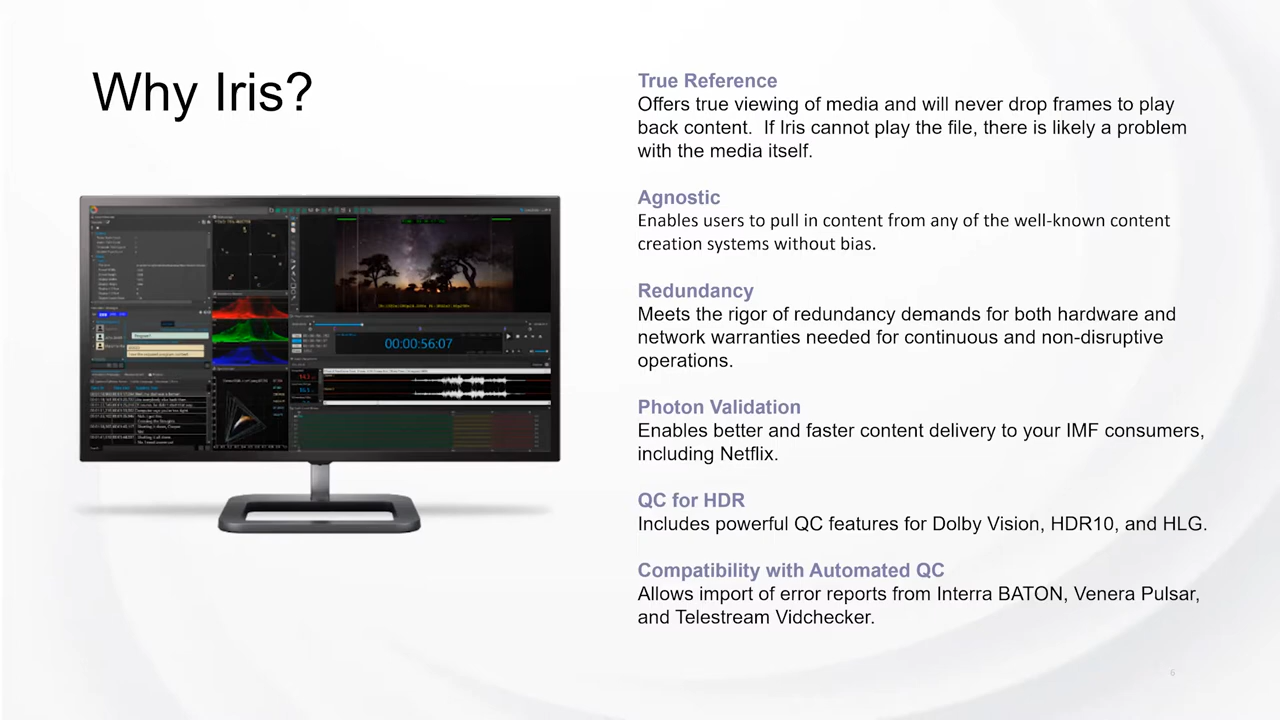 Why Iris?
00:00:56:07
True Reference
Offers true viewing of media and will never drop frames to play
back content. If Iris cannot play the file, there is likely a problem
with the media itself.
Agnostic
Enables users to pull in content from any of the well-known content
creation systems without bias.
Redundancy
Meets the rigor of redundancy demands for both hardware and
network warranties needed for continuous and non-disruptive
operations.
Photon Validation
Enables better and faster content delivery to your IMF consumers,
including Netflix.
QC for HDR
Includes powerful QC features for Dolby Vision, HDR10, and HLG.
Compatibility with Automated QC
Allows import of error reports from Interra BATON, Venera Pulsar,
and Telestream Vidchecker.
6